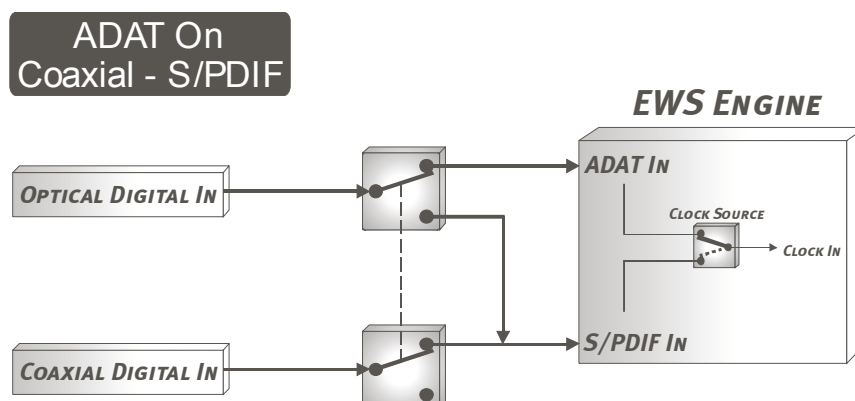 ADAT On
Coaxial - S/PDIF
EWS ENGINE
OPTICAL DIGITAL IN
ADAT IN
CLOCK SOURCE
CLOCK IN
COAXIAL DIGITAL IN
S/PDIF IN